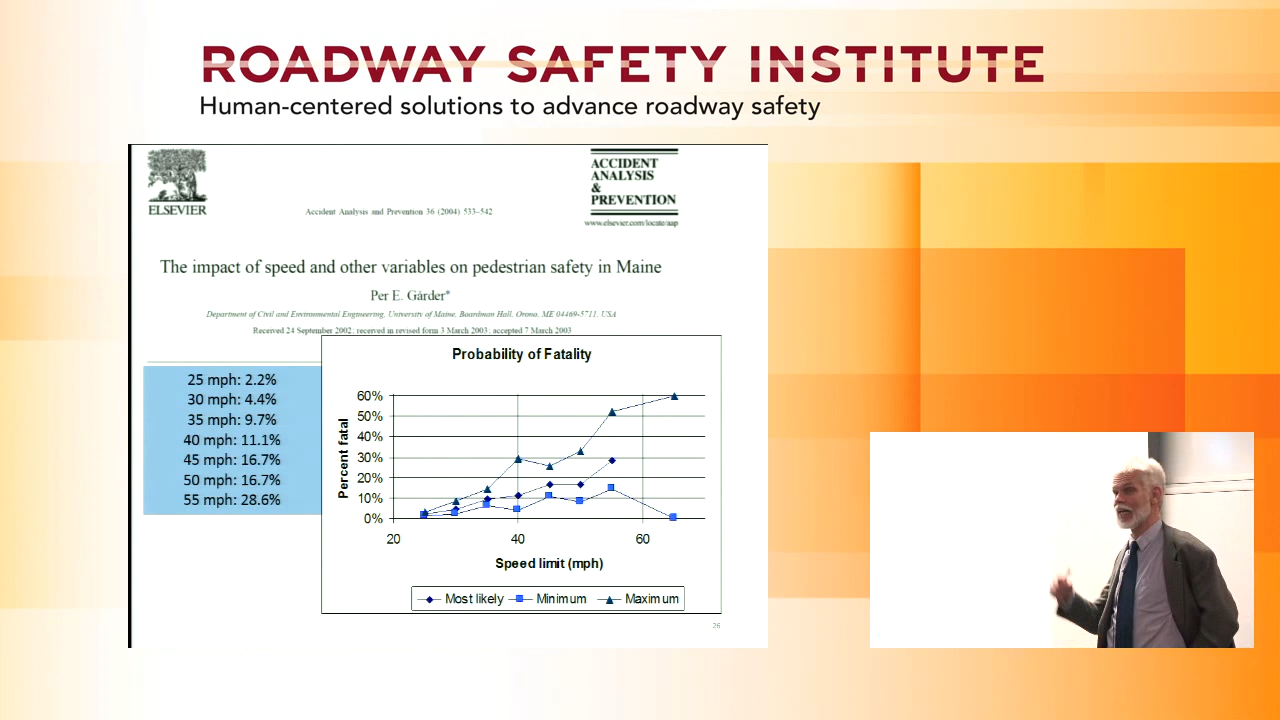 ROADWAY SAFETY INSTITUTE
Human-centered solutions to advance roadway safety
ELSEVIER
Accident Analysis and Prevention 36 (2004) 533–542
ACCIDENT
ANALYSIS
&
PREVENTION
www.elsevier.com/locate/aap
The impact of speed and other variables on pedestrian safety in Maine
Per E. Gårder*
Department of Civil and Environmental Engineering, University of Maine, Boardman Hall, Orono, ME 04469-5711, USA
Received 24 September 2002; received in revised form 3 March 2003; accepted 7 March 2003
25 mph: 2.2%
30 mph: 4.4%
35 mph: 9.7%
40 mph: 11.1%
45 mph: 16.7%
50 mph: 16.7%
55 mph: 28.6%
Probability of Fatality
Percent fatal
60%
50%
40%
30%
20%
10%
0%
20 40 60
Speed limit (mph)
Most likely Minimum Maximum
26